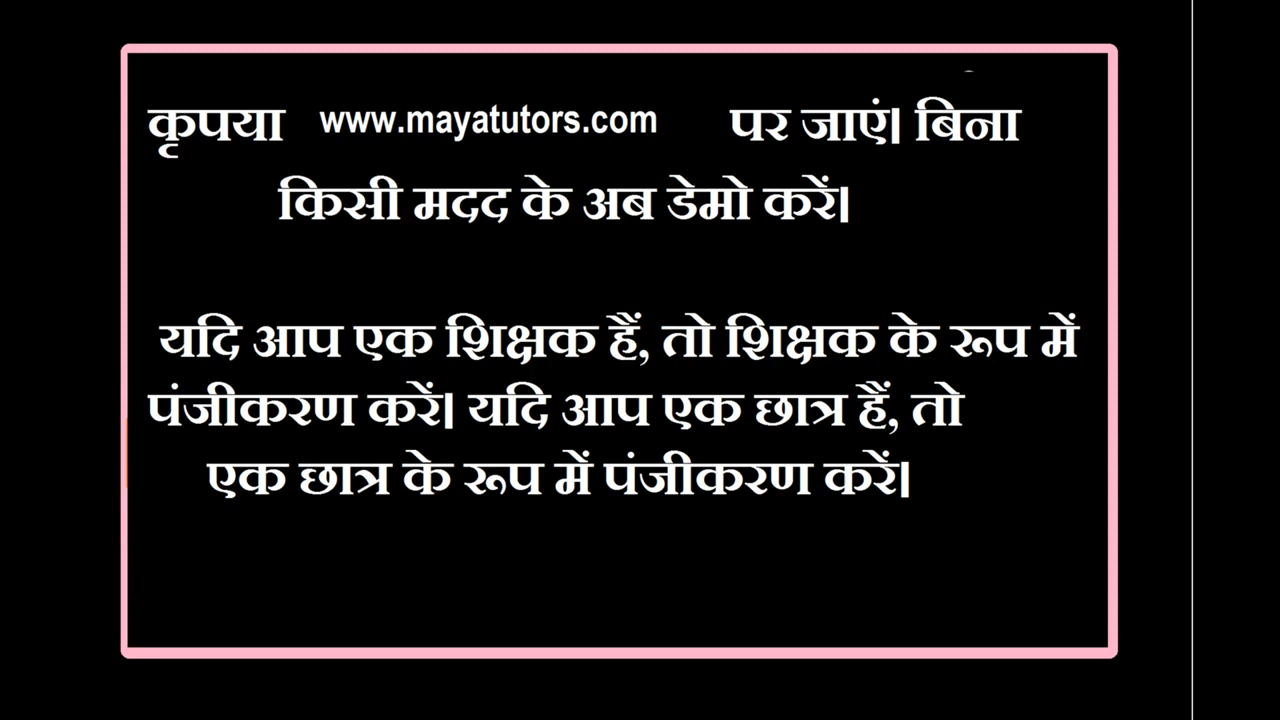 कृपया www.mayatutors.com पर जाएं। बिना
किसी मदद के अब डेमो करें।
यदि आप एक शिक्षक हैं, तो शिक्षक के रूप में
पंजीकरण करें। यदि आप एक छात्र हैं, तो
एक छात्र के रूप में पंजीकरण करें।